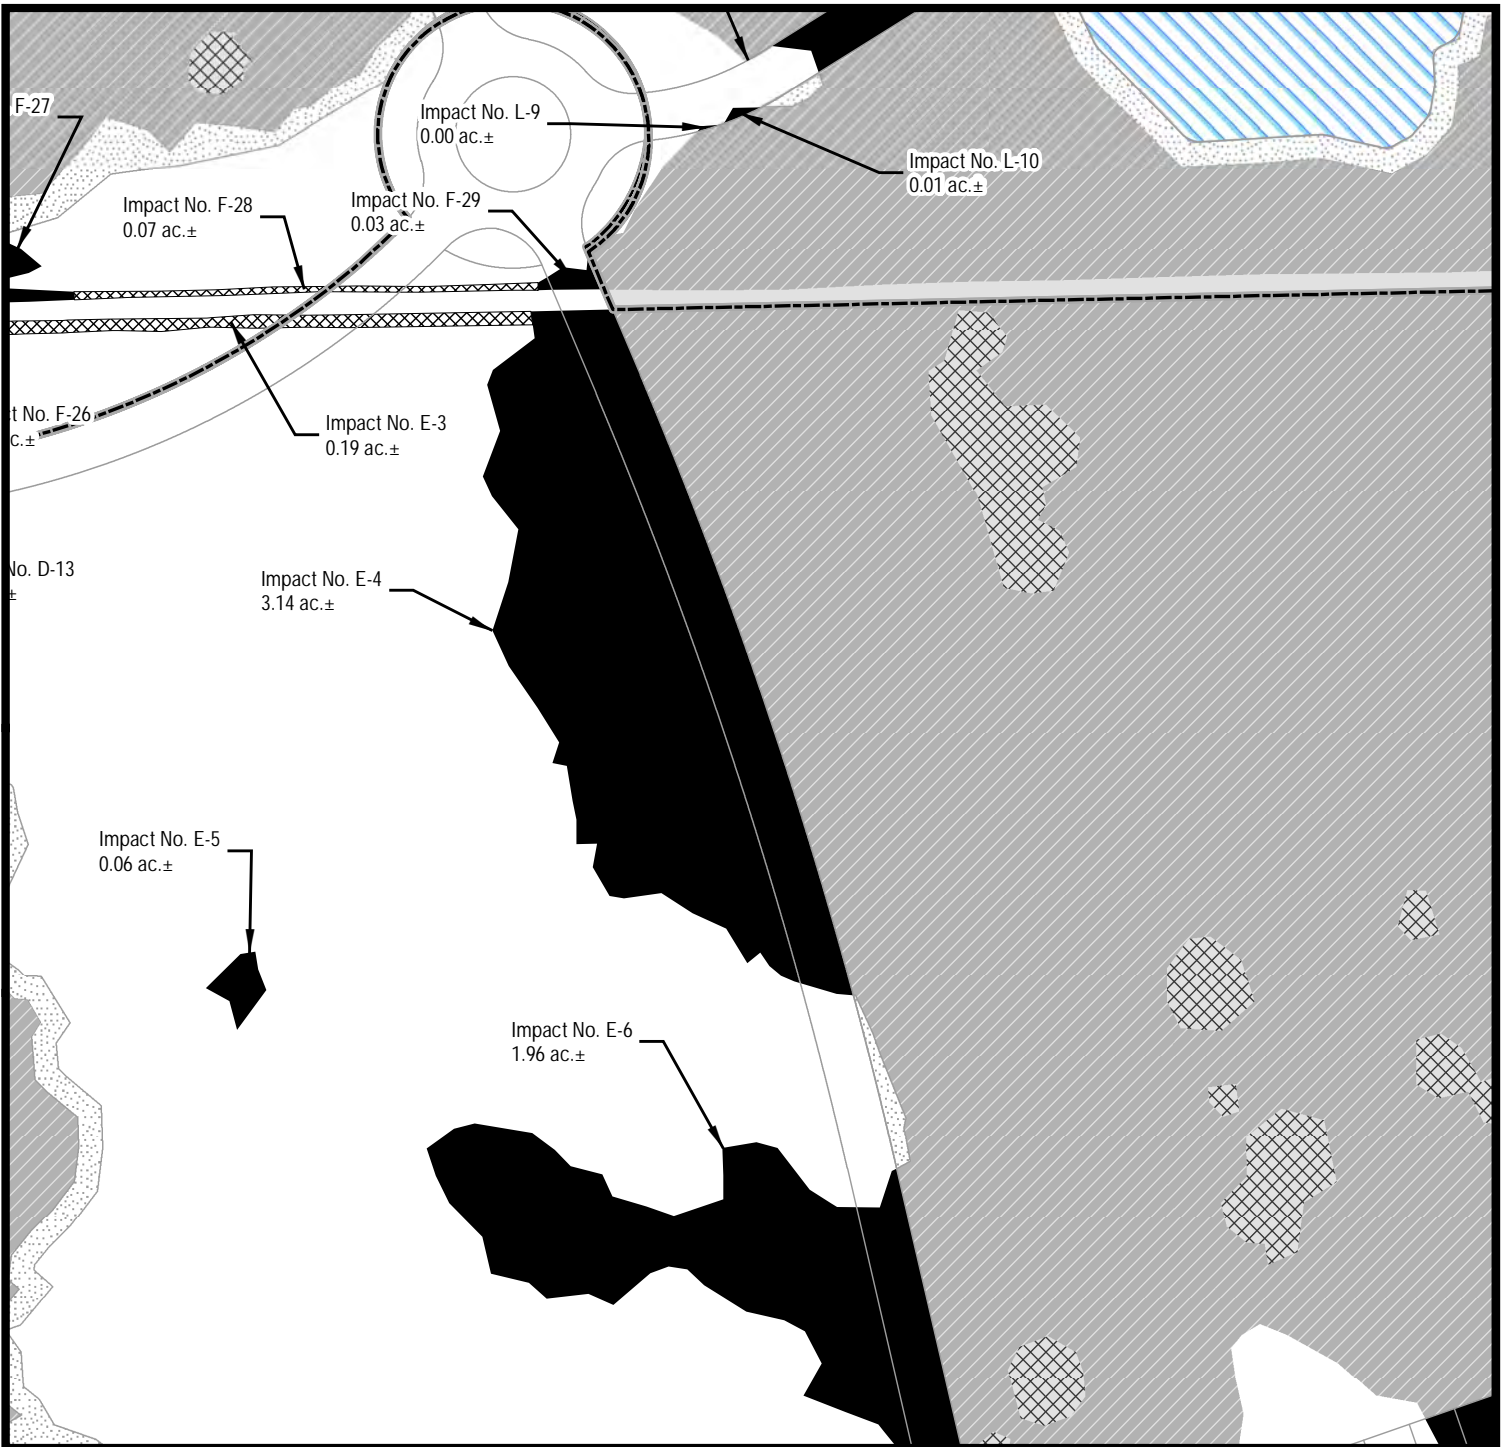 F-27
Impact No. L-9
0.00 ac.±
Impact No. L-10
0.01 ac.±
Impact No. F-28
0.07 ac.±
Impact No. F-29
0.03 ac.±
ct No. F-26
c.±
Impact No. E-3
0.19 ac.±
No. D-13
±
Impact No. E-4
3.14 ac.±
Impact No. E-5
0.06 ac.±
Impact No. E-6
1.96 ac.±